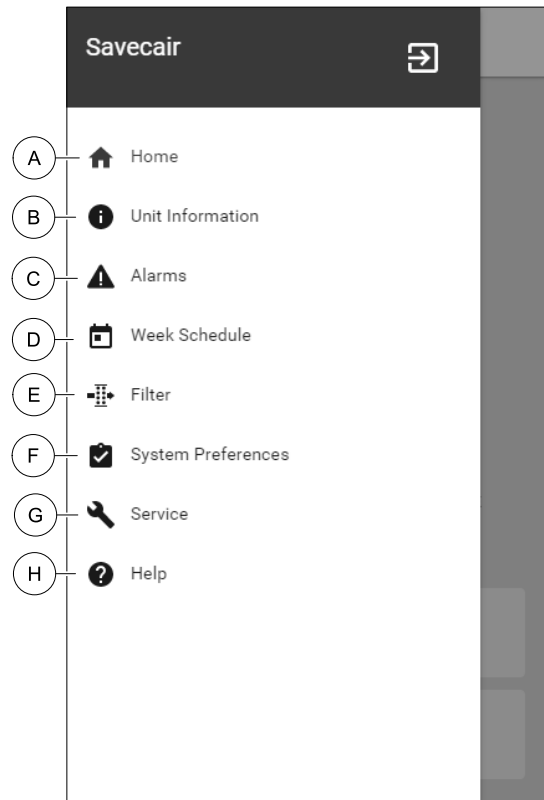 Savecair
A Home
B Unit Information
C Alarms
D Week Schedule
E Filter
F System Preferences
G Service
H Help